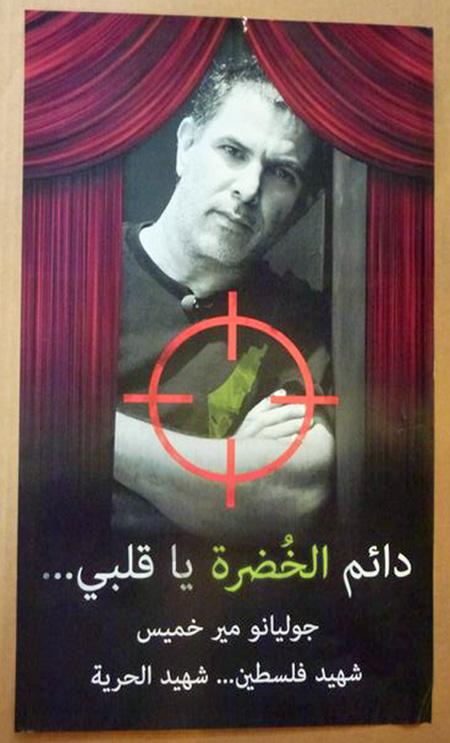 دائم الخُضرة يا قلبي...
جوليانو مير خميس
شهيد فلسطين... شهيد الحرية